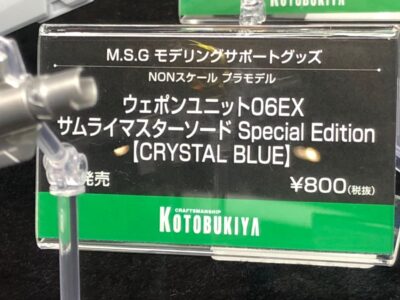 M.S.G モデリングサポートグッズ
NONスケール プラモデル
ウェポンユニット06EX
サムライマスターソード Special Edition
【CRYSTAL BLUE】
発売 ¥800(税抜)
CRAFTSMANSHIP
KOTOBUKIYA